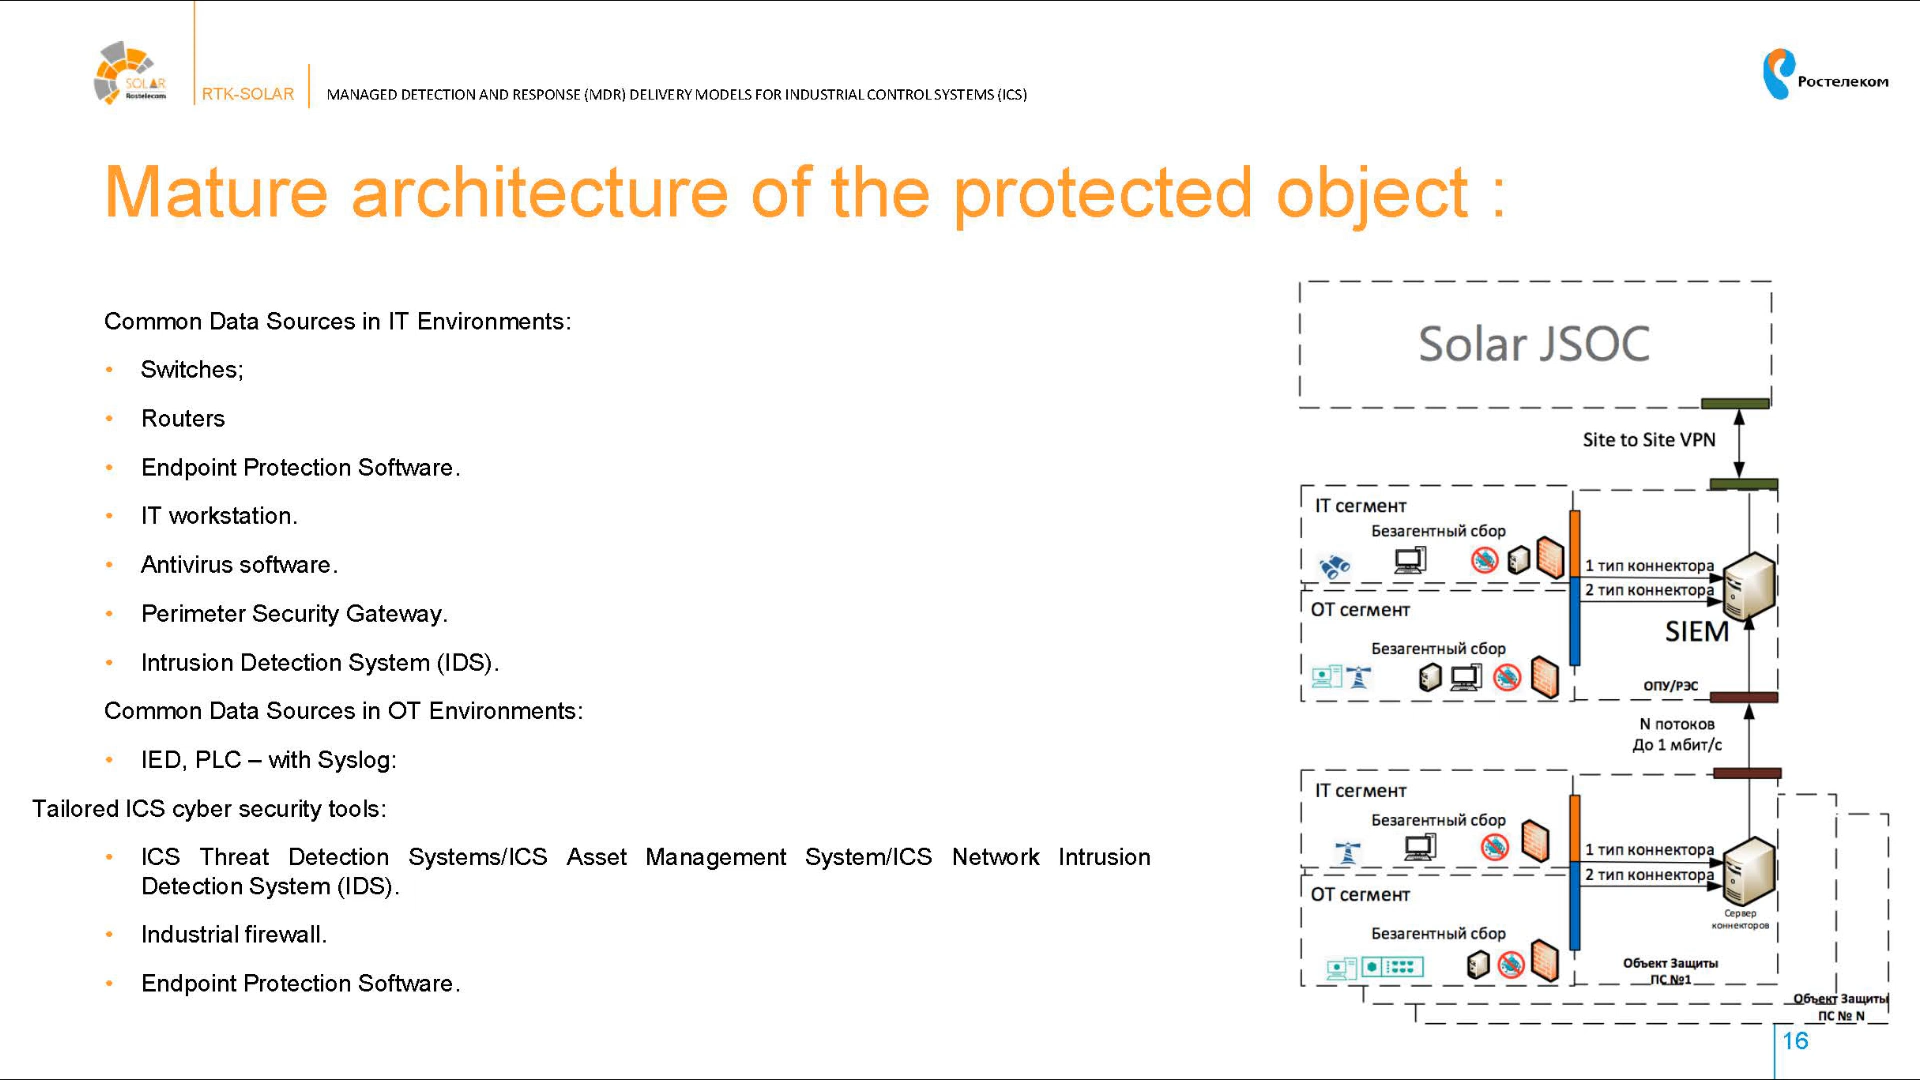 SOLAR
Rostelecom
RTK-SOLAR
MANAGED DETECTION AND RESPONSE (MDR) DELIVERY MODELS FOR INDUSTRIAL CONTROL SYSTEMS (ICS)
Ростелеком
Mature architecture of the protected object :
Common Data Sources in IT Environments:
• Switches;
• Routers
• Endpoint Protection Software.
• IT workstation.
• Antivirus software.
• Perimeter Security Gateway.
• Intrusion Detection System (IDS).
Common Data Sources in OT Environments:
• IED, PLC – with Syslog:
Tailored ICS cyber security tools:
• ICS Threat Detection Systems/ICS Asset Management System/ICS Network Intrusion
Detection System (IDS).
• Industrial firewall.
• Endpoint Protection Software.
Solar JSOC
Site to Site VPN
IT сегмент
Безагентный сбор
1 тип коннектора
2 тип коннектора
ОТ сегмент
SIEM
Безагентный сбор
ОПУ/РЭС
N потоков
До 1 мбит/с
IT сегмент
Безагентный сбор
1 тип коннектора
2 тип коннектора
ОТ сегмент
Сервер
коннекторов
Безагентный сбор
Объект Защиты
ПС №1
Объект Защиты
ПС № N
16